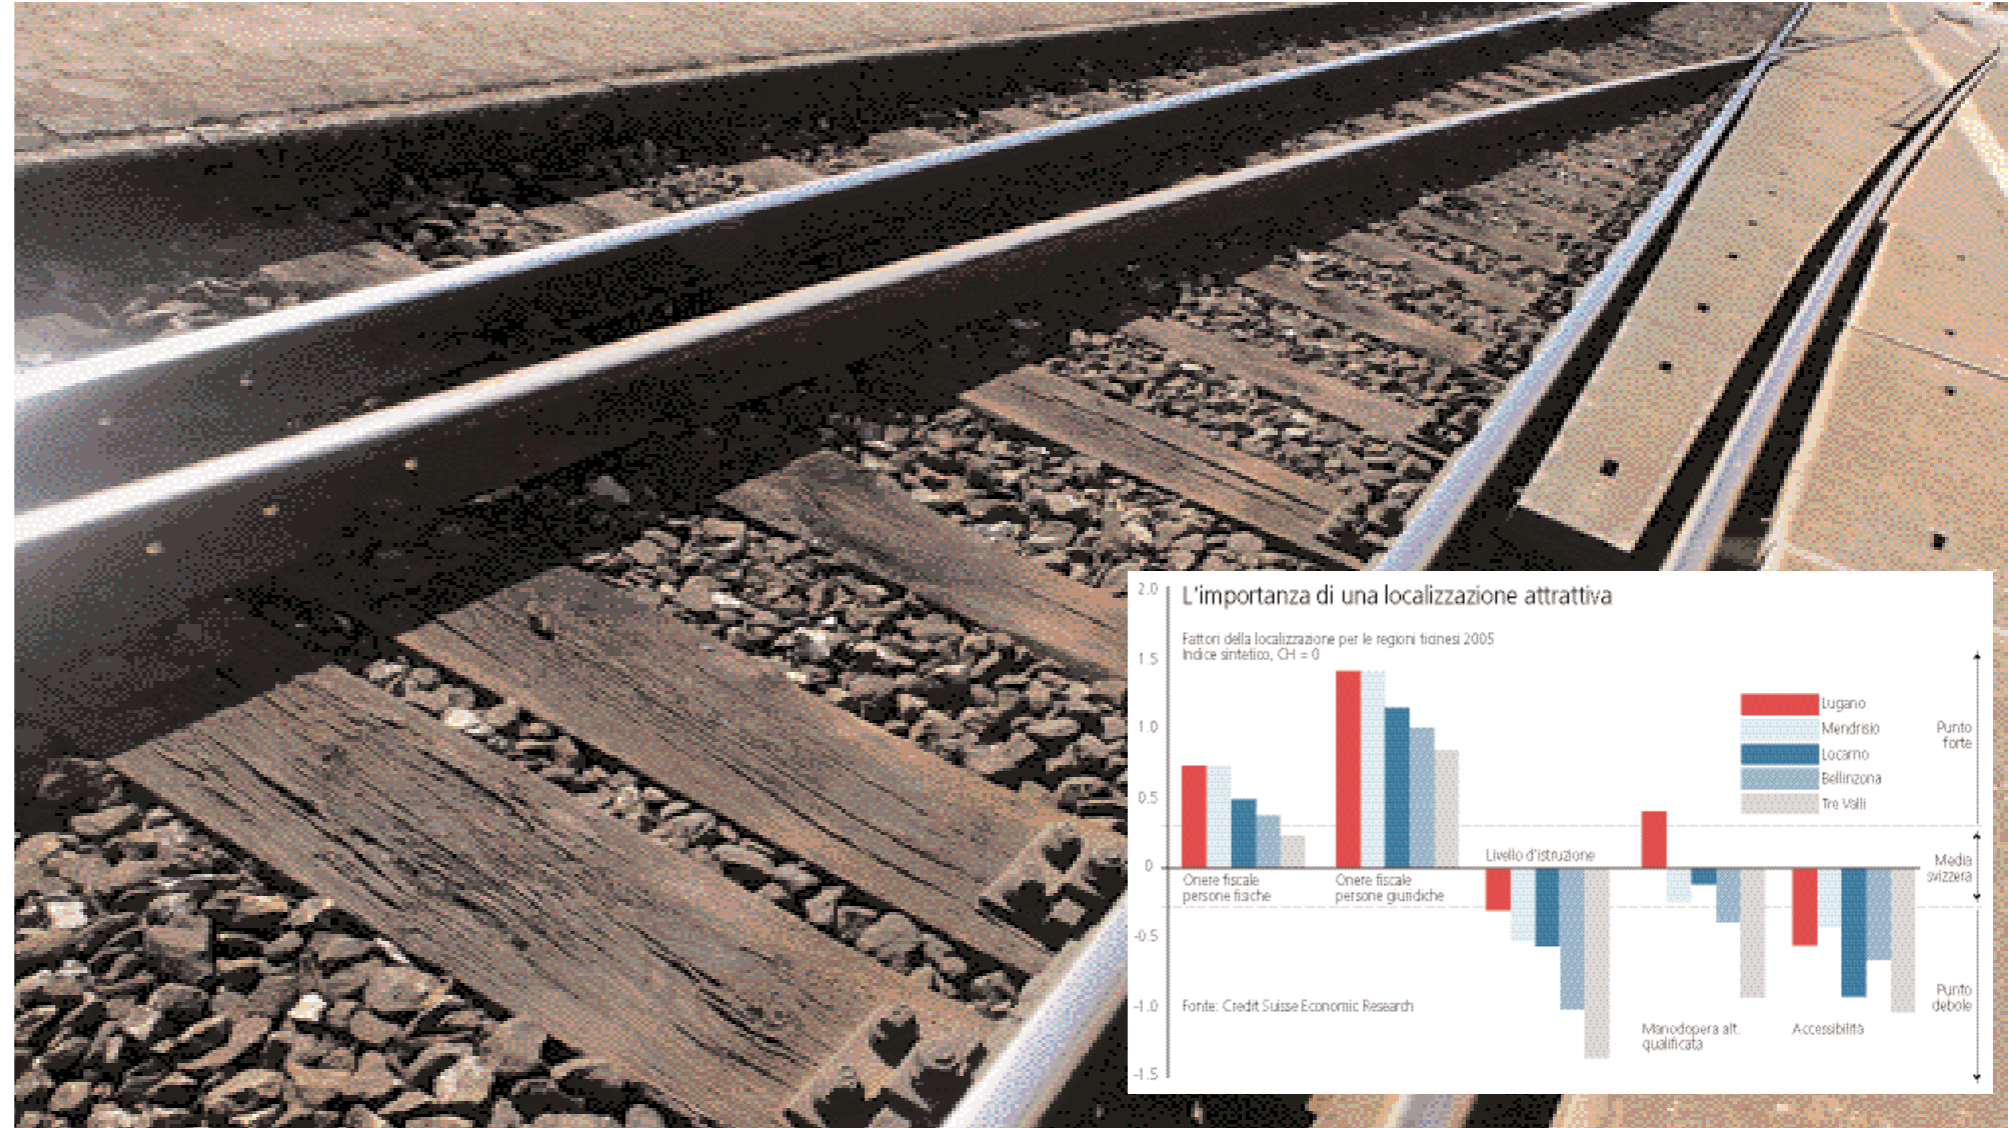 L'importanza di una localizzazione attrattiva
Fattori della localizzazione per le regioni ticinesi 2005
Indice sintetico, CH = 0
2.0
1.5
1.0
0.5
0
-0.5
-1.0
-1.5
Lugano
Mendrisio
Locarno
Bellinzona
Tre Valli
Punto
forte
Media
svizzera
Punto
debole
Onere fiscale
persone fisiche
Onere fiscale
persone giuridiche
Livello d'istruzione
Manodopera alt.
qualificata
Accessibilità
Fonte: Credit Suisse Economic Research